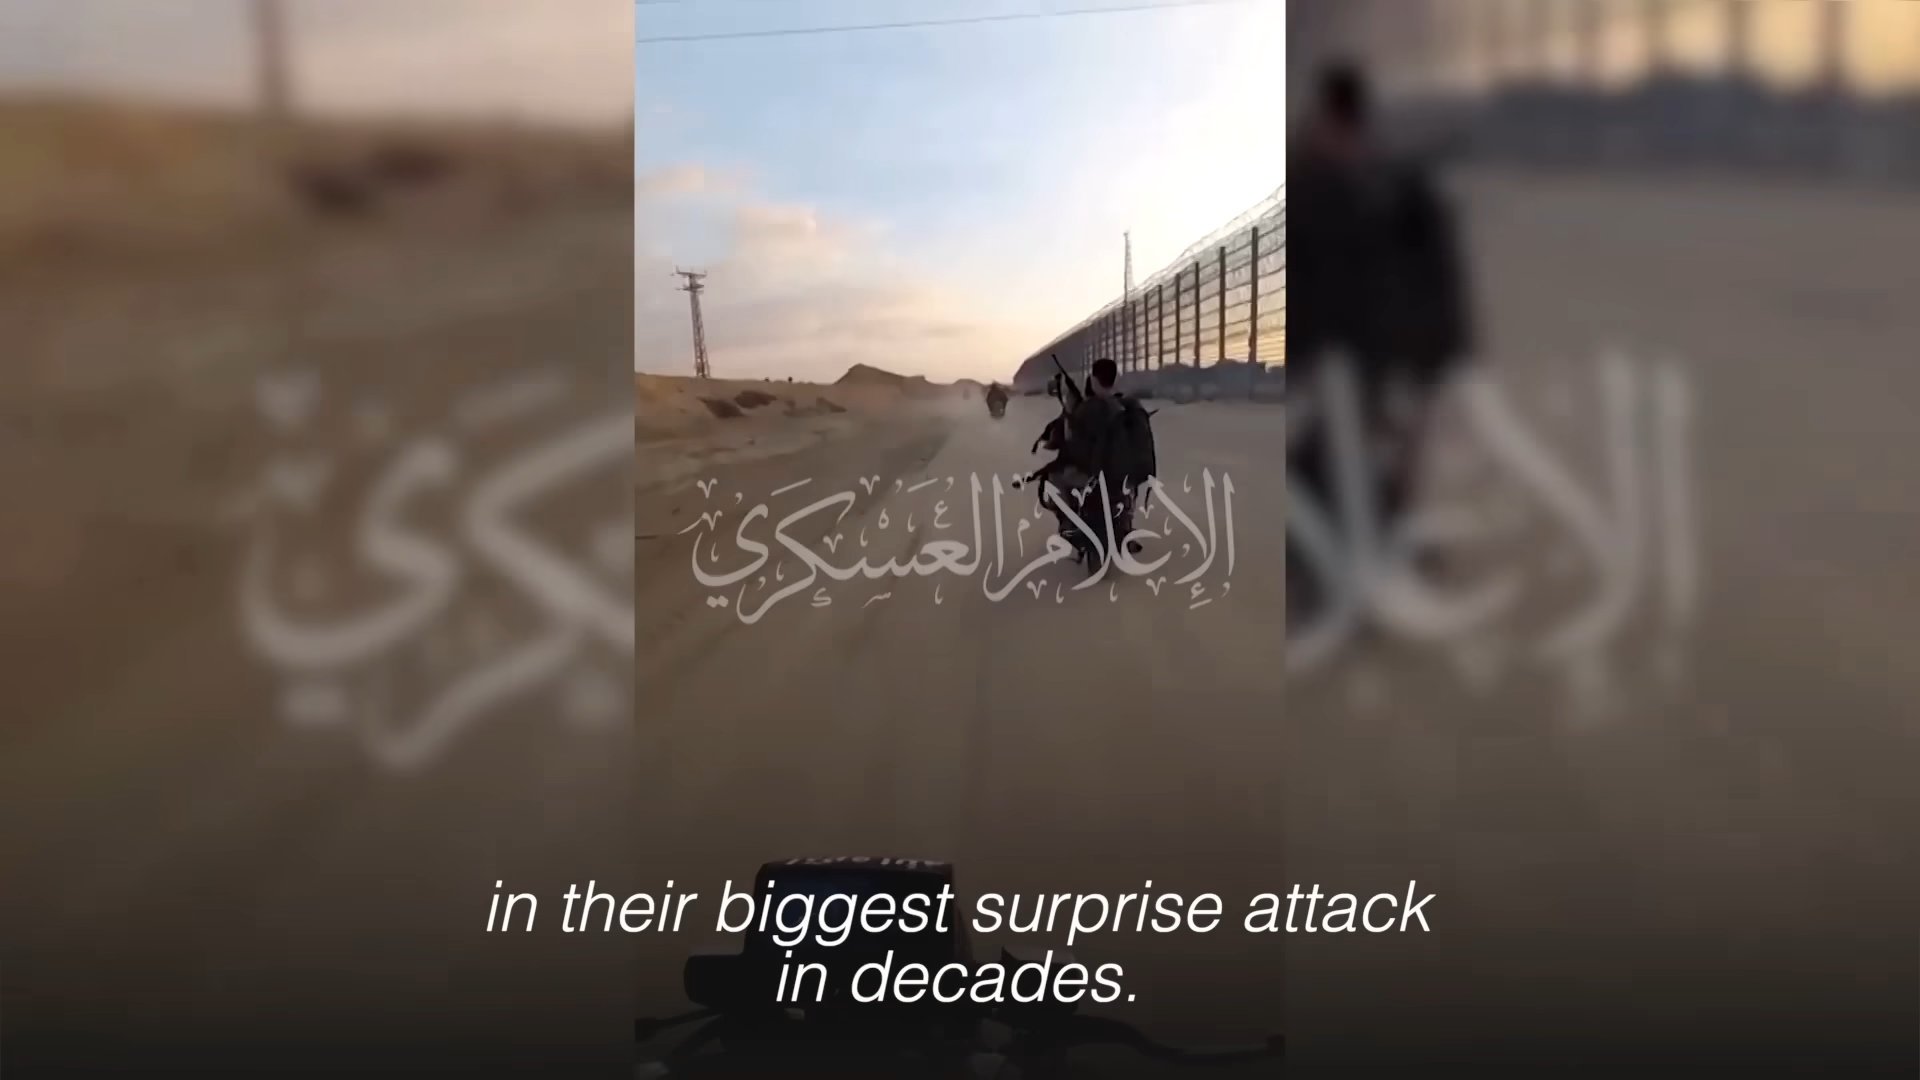 الإعلام العسكري
in their biggest surprise attack
in decades.